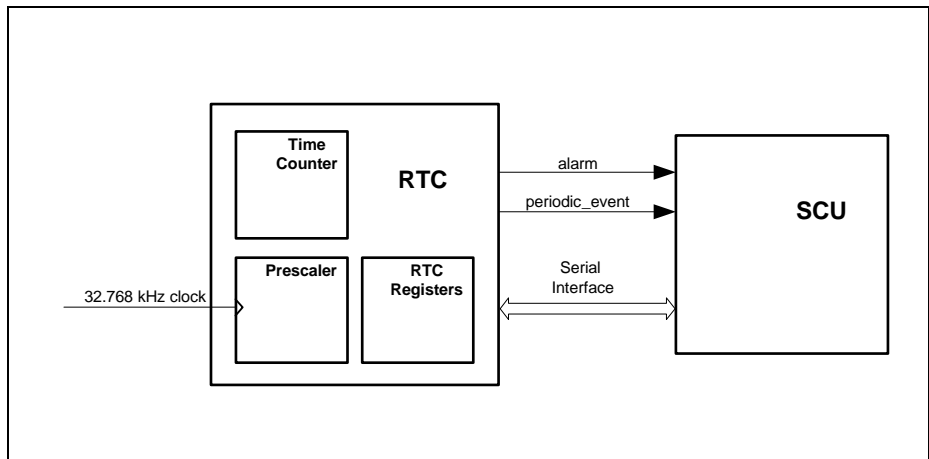 Time
Counter
RTC
alarm
periodic_event
SCU
Prescaler
RTC
Registers
Serial
Interface
32.768 kHz clock